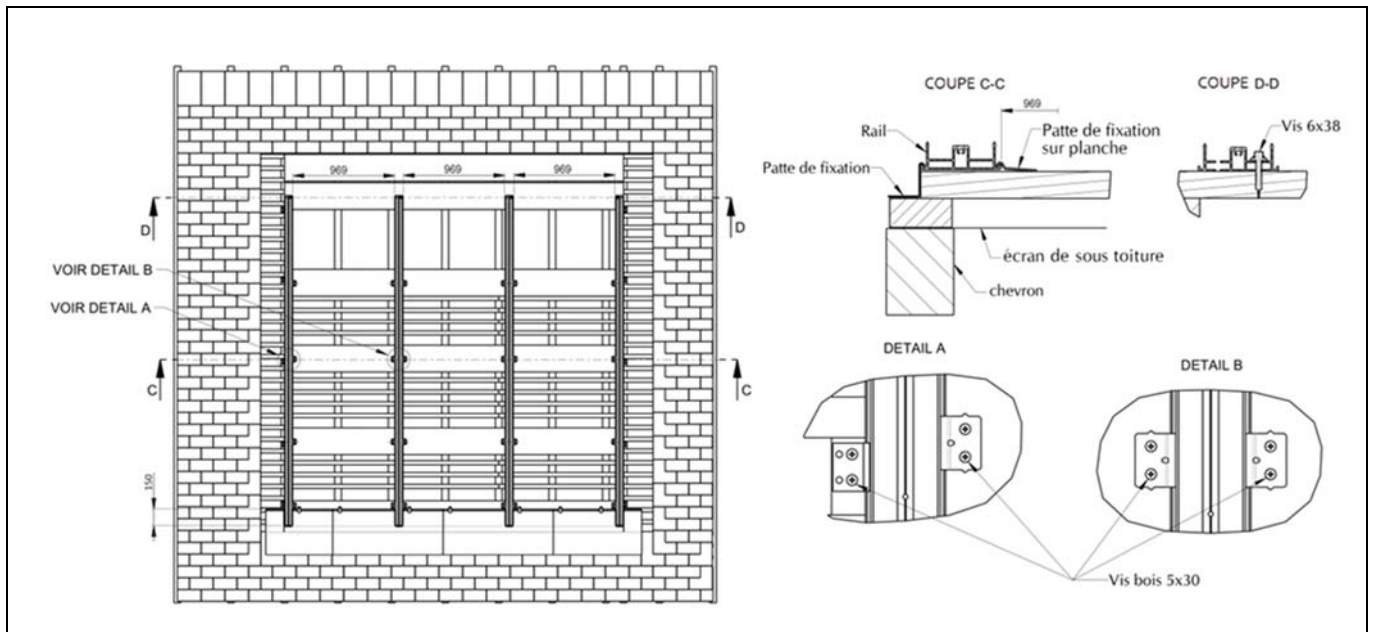 969
969
969
D
D
VOIR DETAIL B
VOIR DETAIL A
C
C
150
COUPE C-C
969
Rail
Patte de fixation
sur planche
Patte de fixation
écran de sous toiture
chevron
COUPE D-D
Vis 6x38
DETAIL A
DETAIL B
Vis bois 5x30